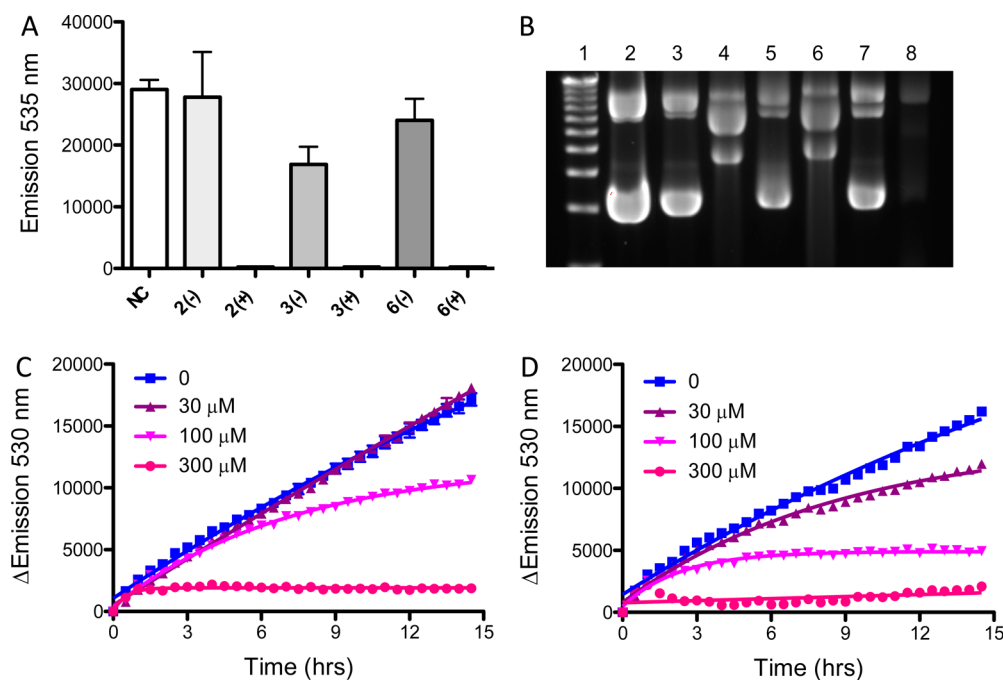 A
Emission 535 nm
40000
30000
20000
10000
0
NC
2(-)
2(+)
3(-)
3(+)
6(-)
6(+)
B
1 2 3 4 5 6 7 8
C
ΔEmission 530 nm
20000
15000
10000
5000
0
0
30 μM
100 μM
300 μM
0 3 6 9 12 15
Time (hrs)
D
ΔEmission 530 nm
20000
15000
10000
5000
0
0
30 μM
100 μM
300 μM
0 3 6 9 12 15
Time (hrs)